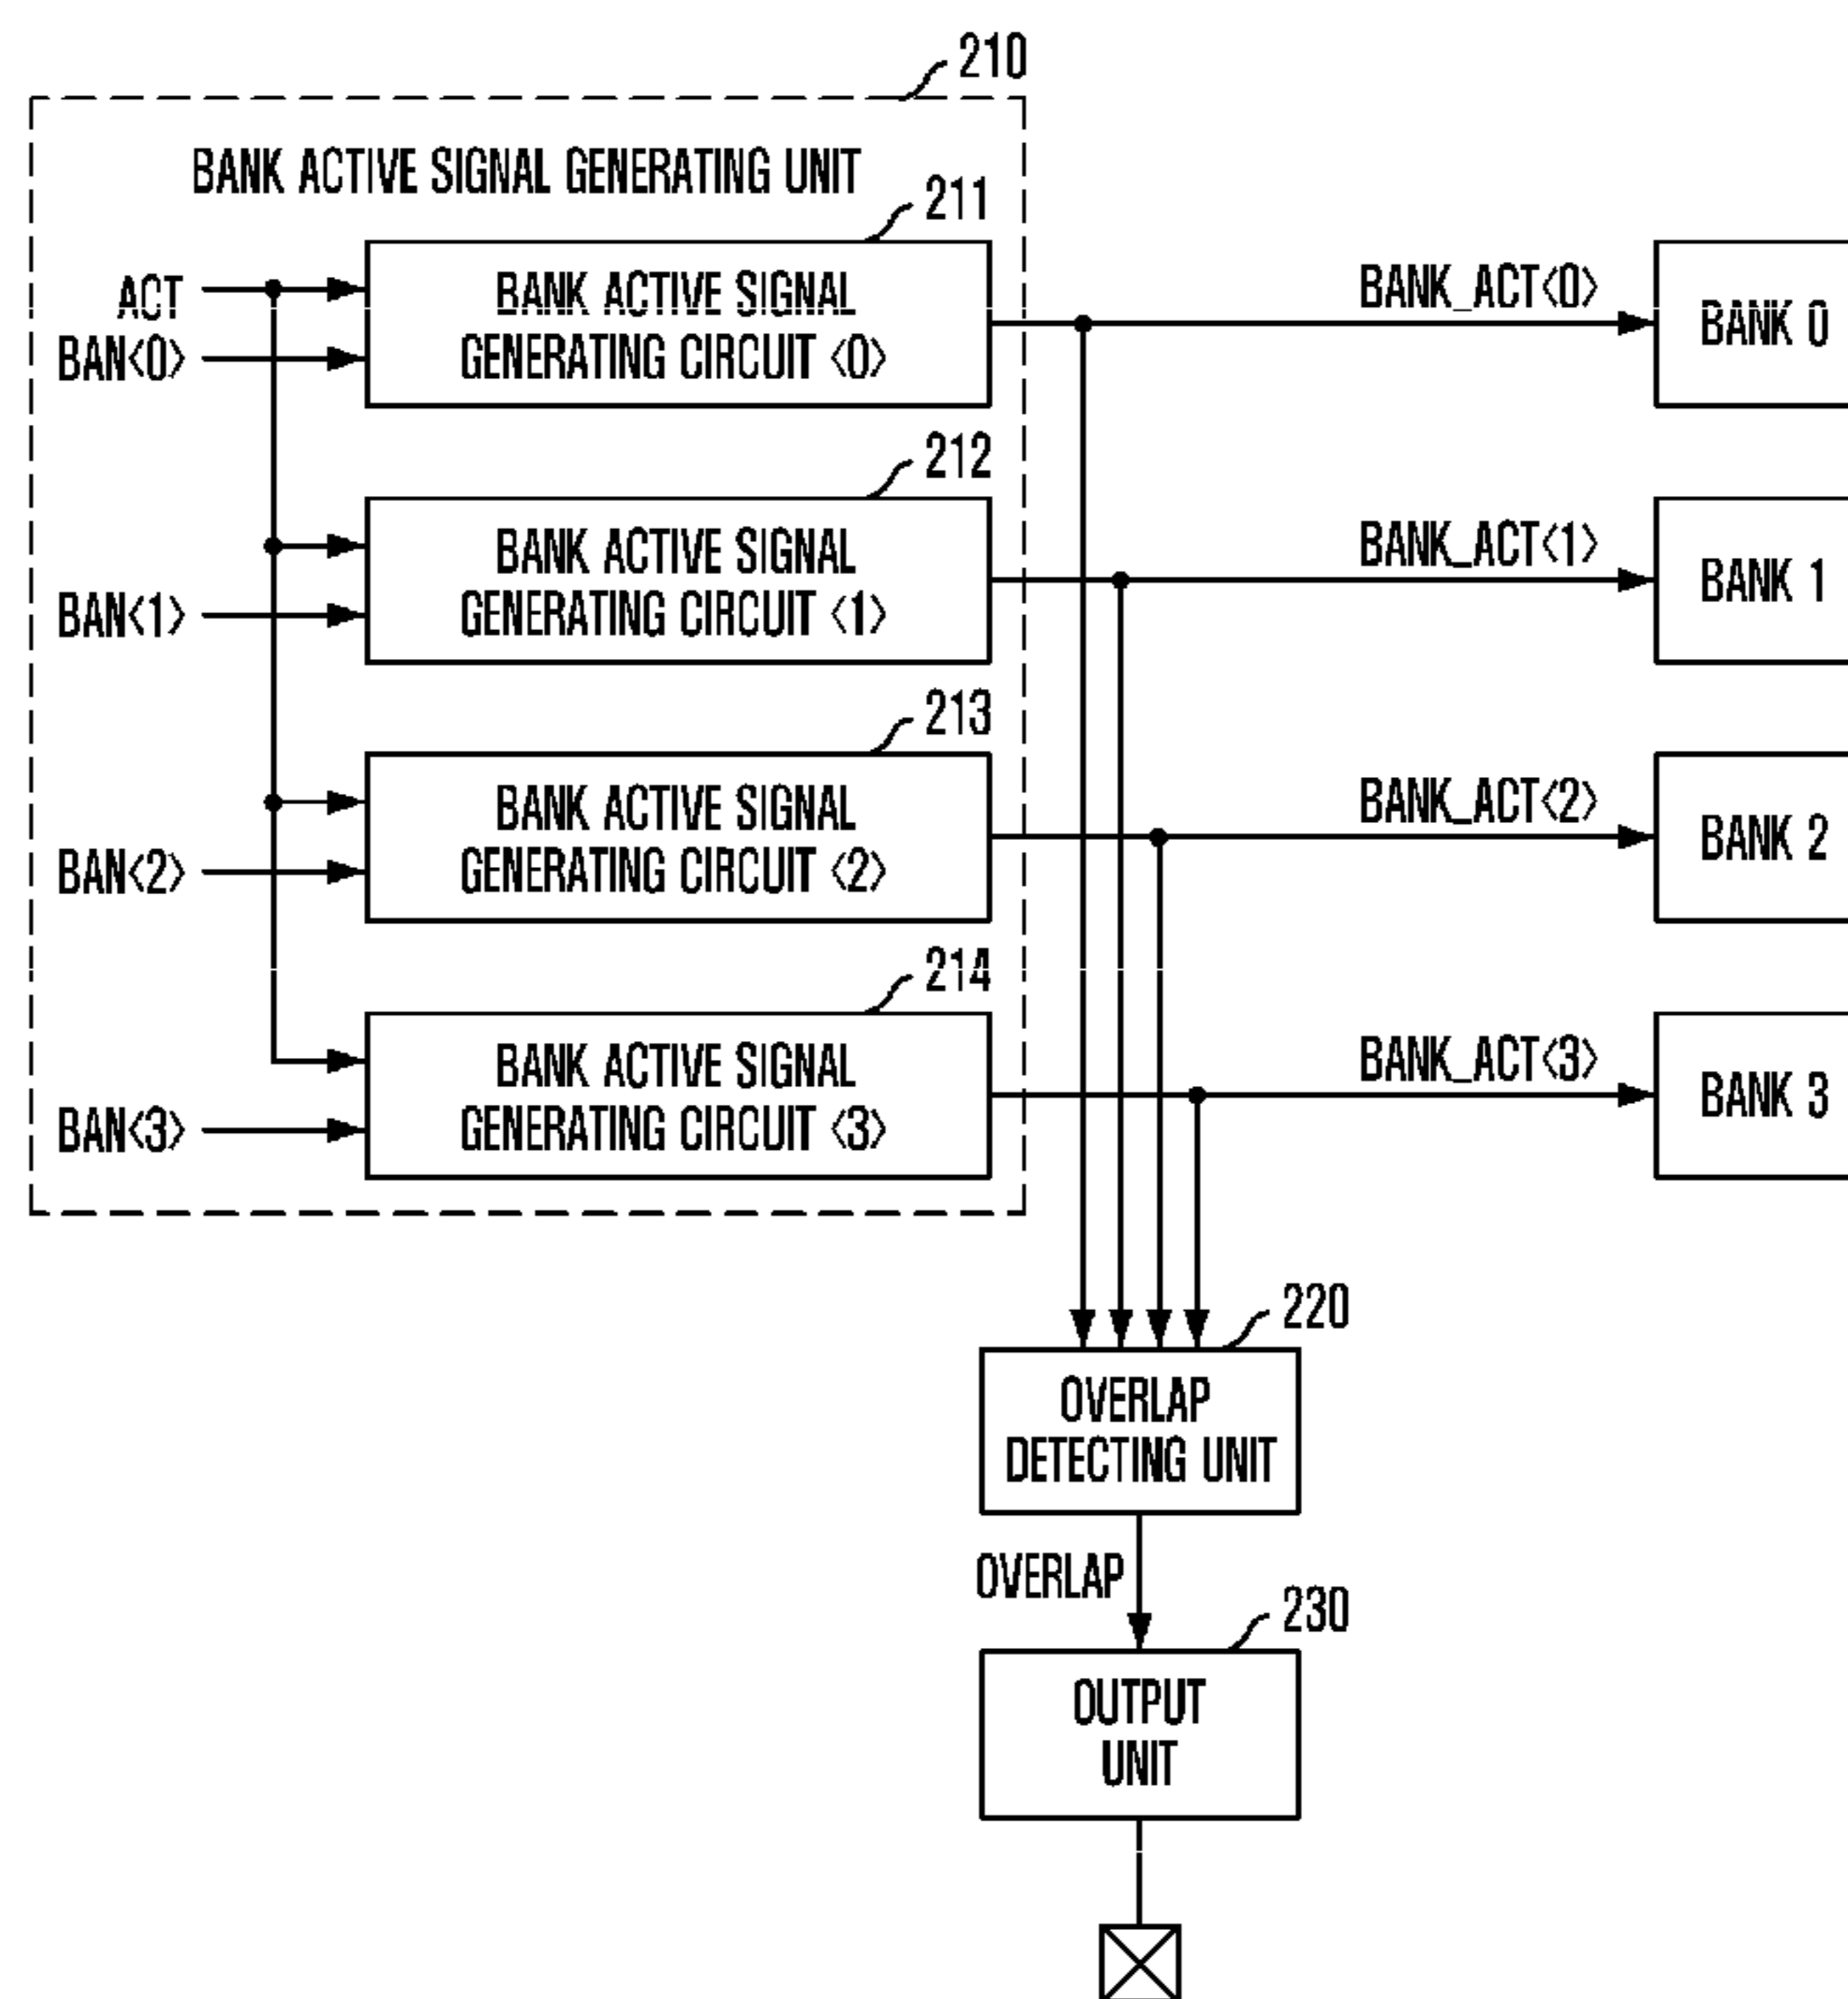 210
BANK ACTIVE SIGNAL GENERATING UNIT
211
ACT
BAN<0>
BANK ACTIVE SIGNAL
GENERATING CIRCUIT <0>
BANK_ACT<0>
BANK 0
212
BAN<1>
BANK ACTIVE SIGNAL
GENERATING CIRCUIT <1>
BANK_ACT<1>
BANK 1
213
BAN<2>
BANK ACTIVE SIGNAL
GENERATING CIRCUIT <2>
BANK_ACT<2>
BANK 2
214
BAN<3>
BANK ACTIVE SIGNAL
GENERATING CIRCUIT <3>
BANK_ACT<3>
BANK 3
220
OVERLAP
DETECTING UNIT
OVERLAP
230
OUTPUT
UNIT